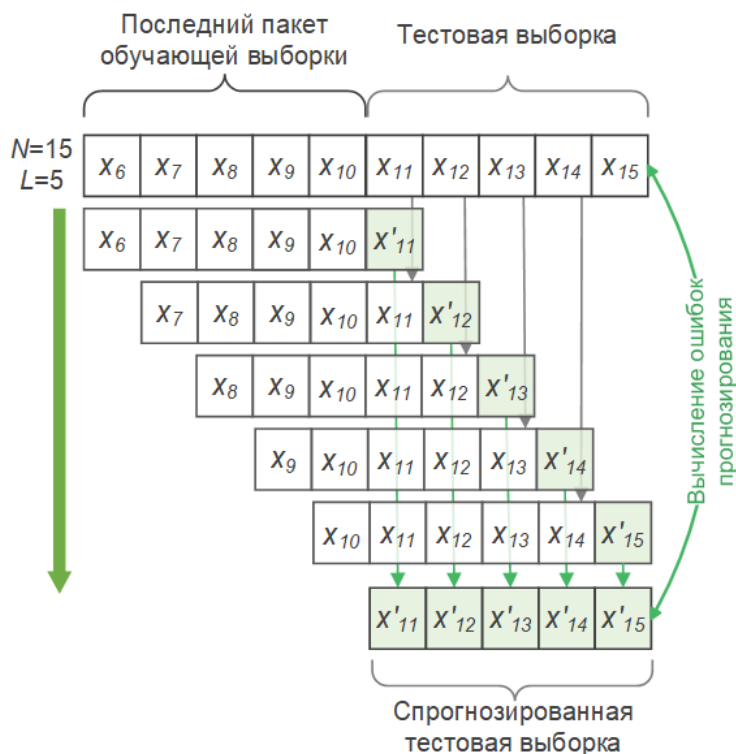 Последний пакет
обучающей выборки
Тестовая выборка
N=15
L=5
x6 x7 x8 x9 x10 x11 x12 x13 x14 x15
x6 x7 x8 x9 x10 x'11
x7 x8 x9 x10 x11 x'12
x8 x9 x10 x11 x12 x'13
x9 x10 x11 x12 x13 x'14
x10 x11 x12 x13 x14 x'15
x'11 x'12 x'13 x'14 x'15
Вычисление ошибок
прогнозирования
Спрогнозированная
тестовая выборка